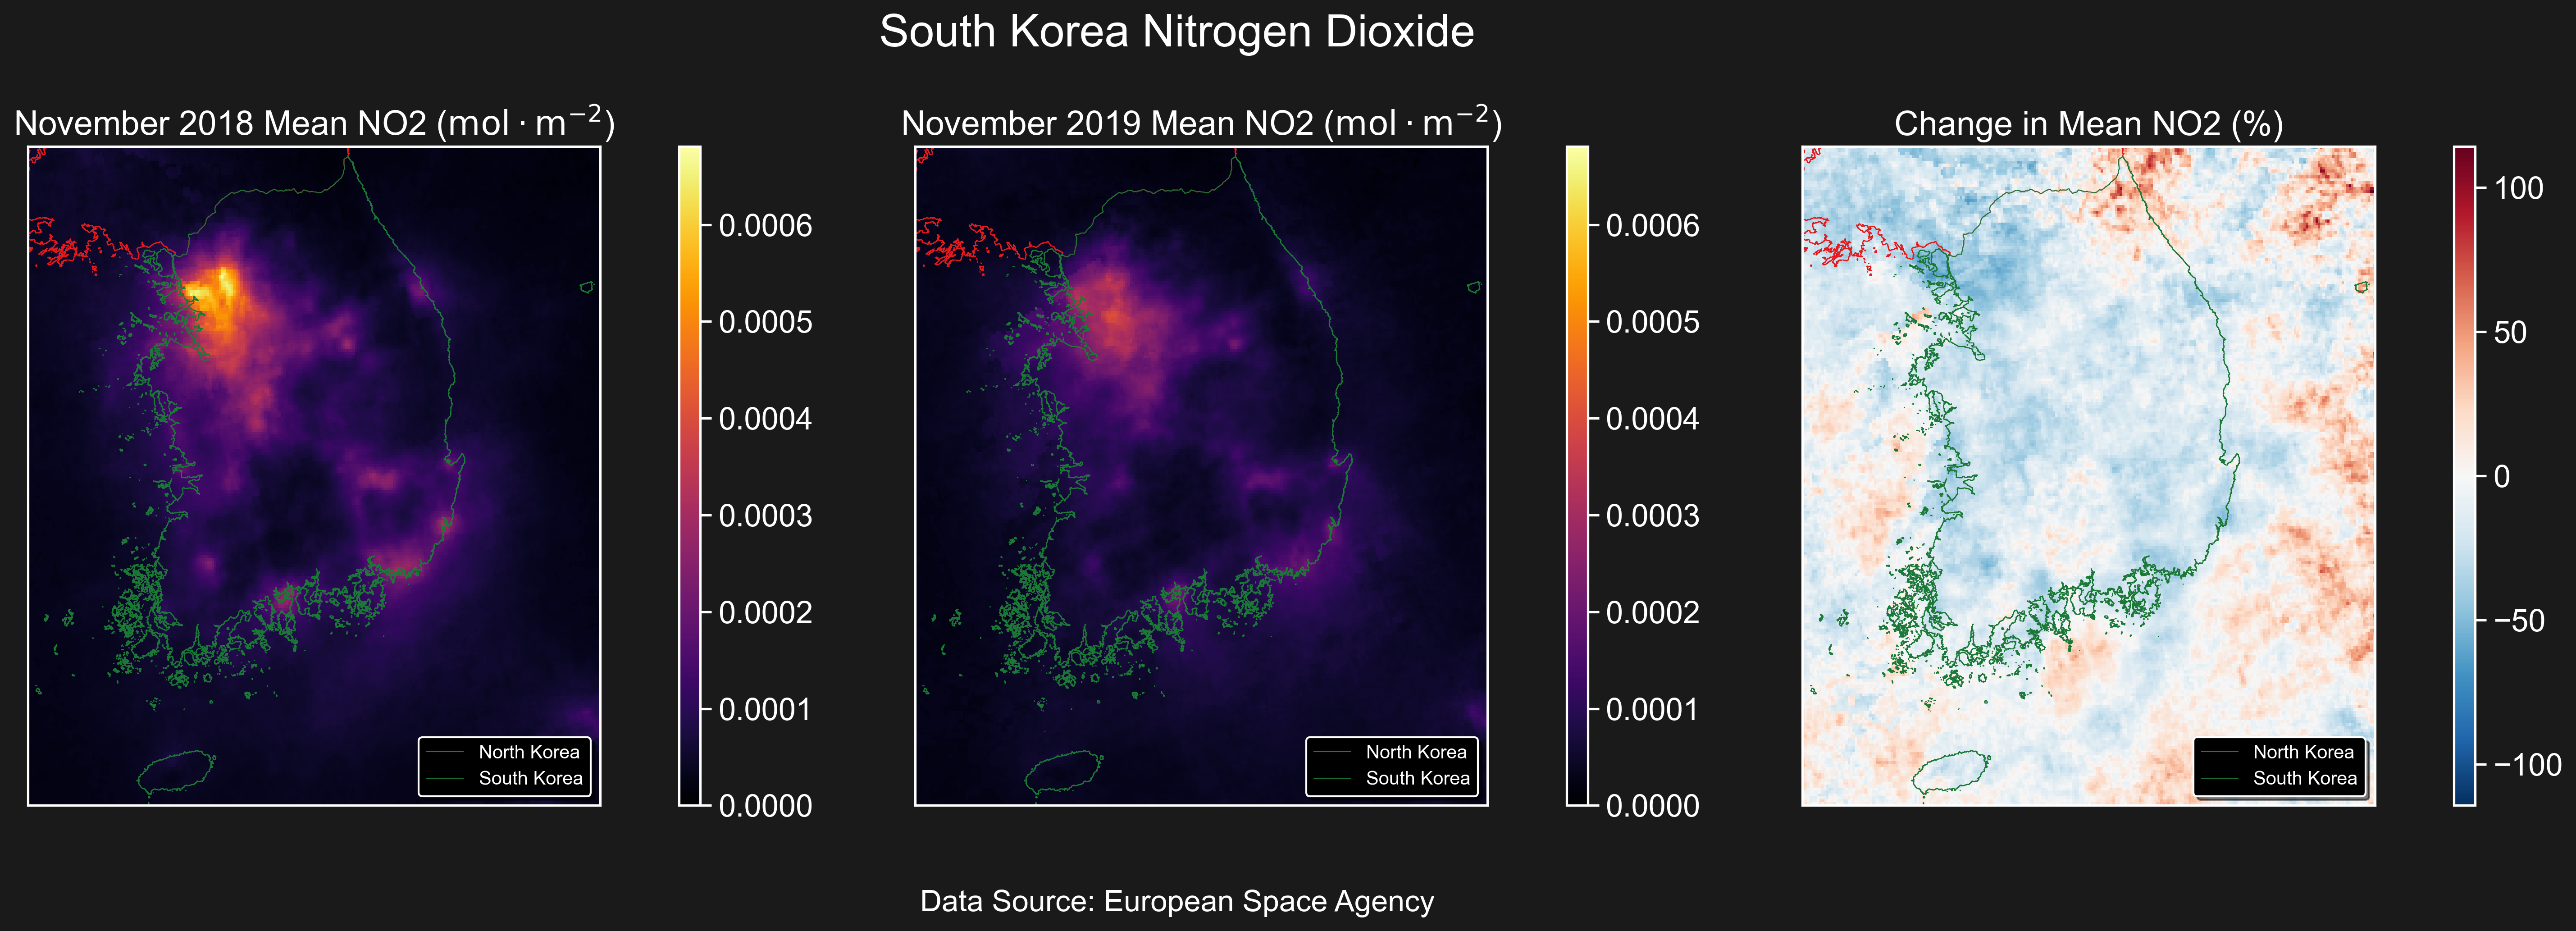 South Korea Nitrogen Dioxide
November 2018 Mean NO2 (mol · m⁻²)
0.0006
0.0005
0.0004
0.0003
0.0002
0.0001
0.0000
North Korea
South Korea
November 2019 Mean NO2 (mol · m⁻²)
0.0006
0.0005
0.0004
0.0003
0.0002
0.0001
0.0000
North Korea
South Korea
Change in Mean NO2 (%)
100
50
0
−50
−100
North Korea
South Korea
Data Source: European Space Agency